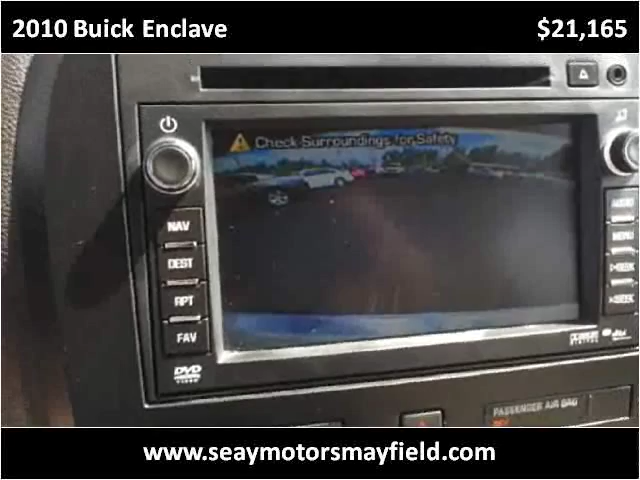 2010 Buick Enclave
$21,165
Check Surroundings for Safety
NAV
DEST
RPT
FAV
AUDIO
MENU
SEEK
SEEK
DVD
PASSENGER AIR BAG
www.seaymotorsmayfield.com